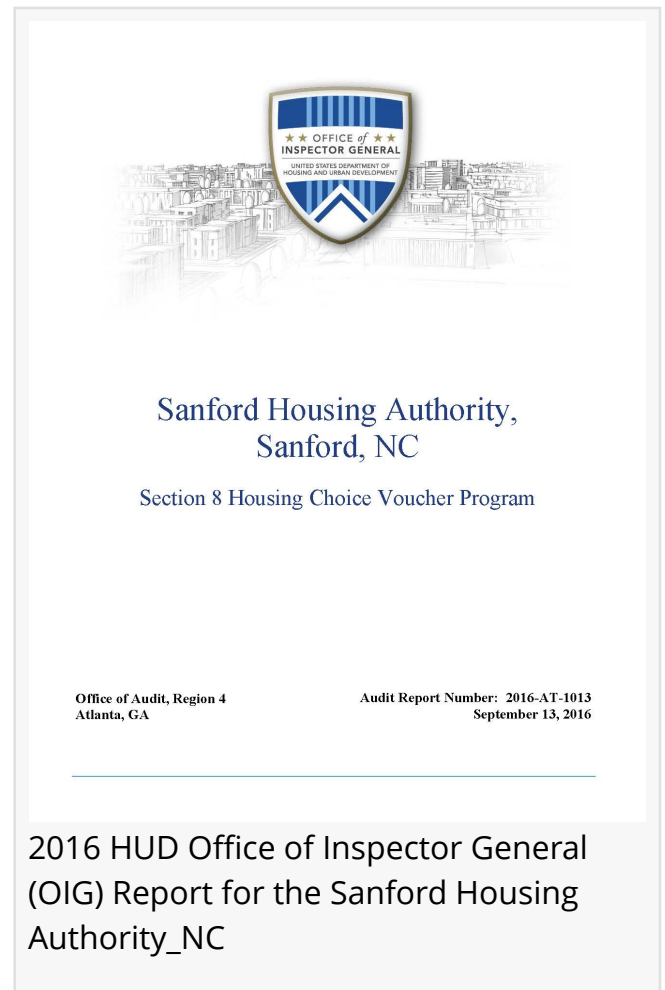 ★ ★ OFFICE of ★ ★
INSPECTOR GENERAL
UNITED STATES DEPARTMENT OF
HOUSING AND URBAN DEVELOPMENT
Sanford Housing Authority,
Sanford, NC
Section 8 Housing Choice Voucher Program
Office of Audit, Region 4
Atlanta, GA
Audit Report Number: 2016-AT-1013
September 13, 2016
2016 HUD Office of Inspector General
(OIG) Report for the Sanford Housing
Authority_NC